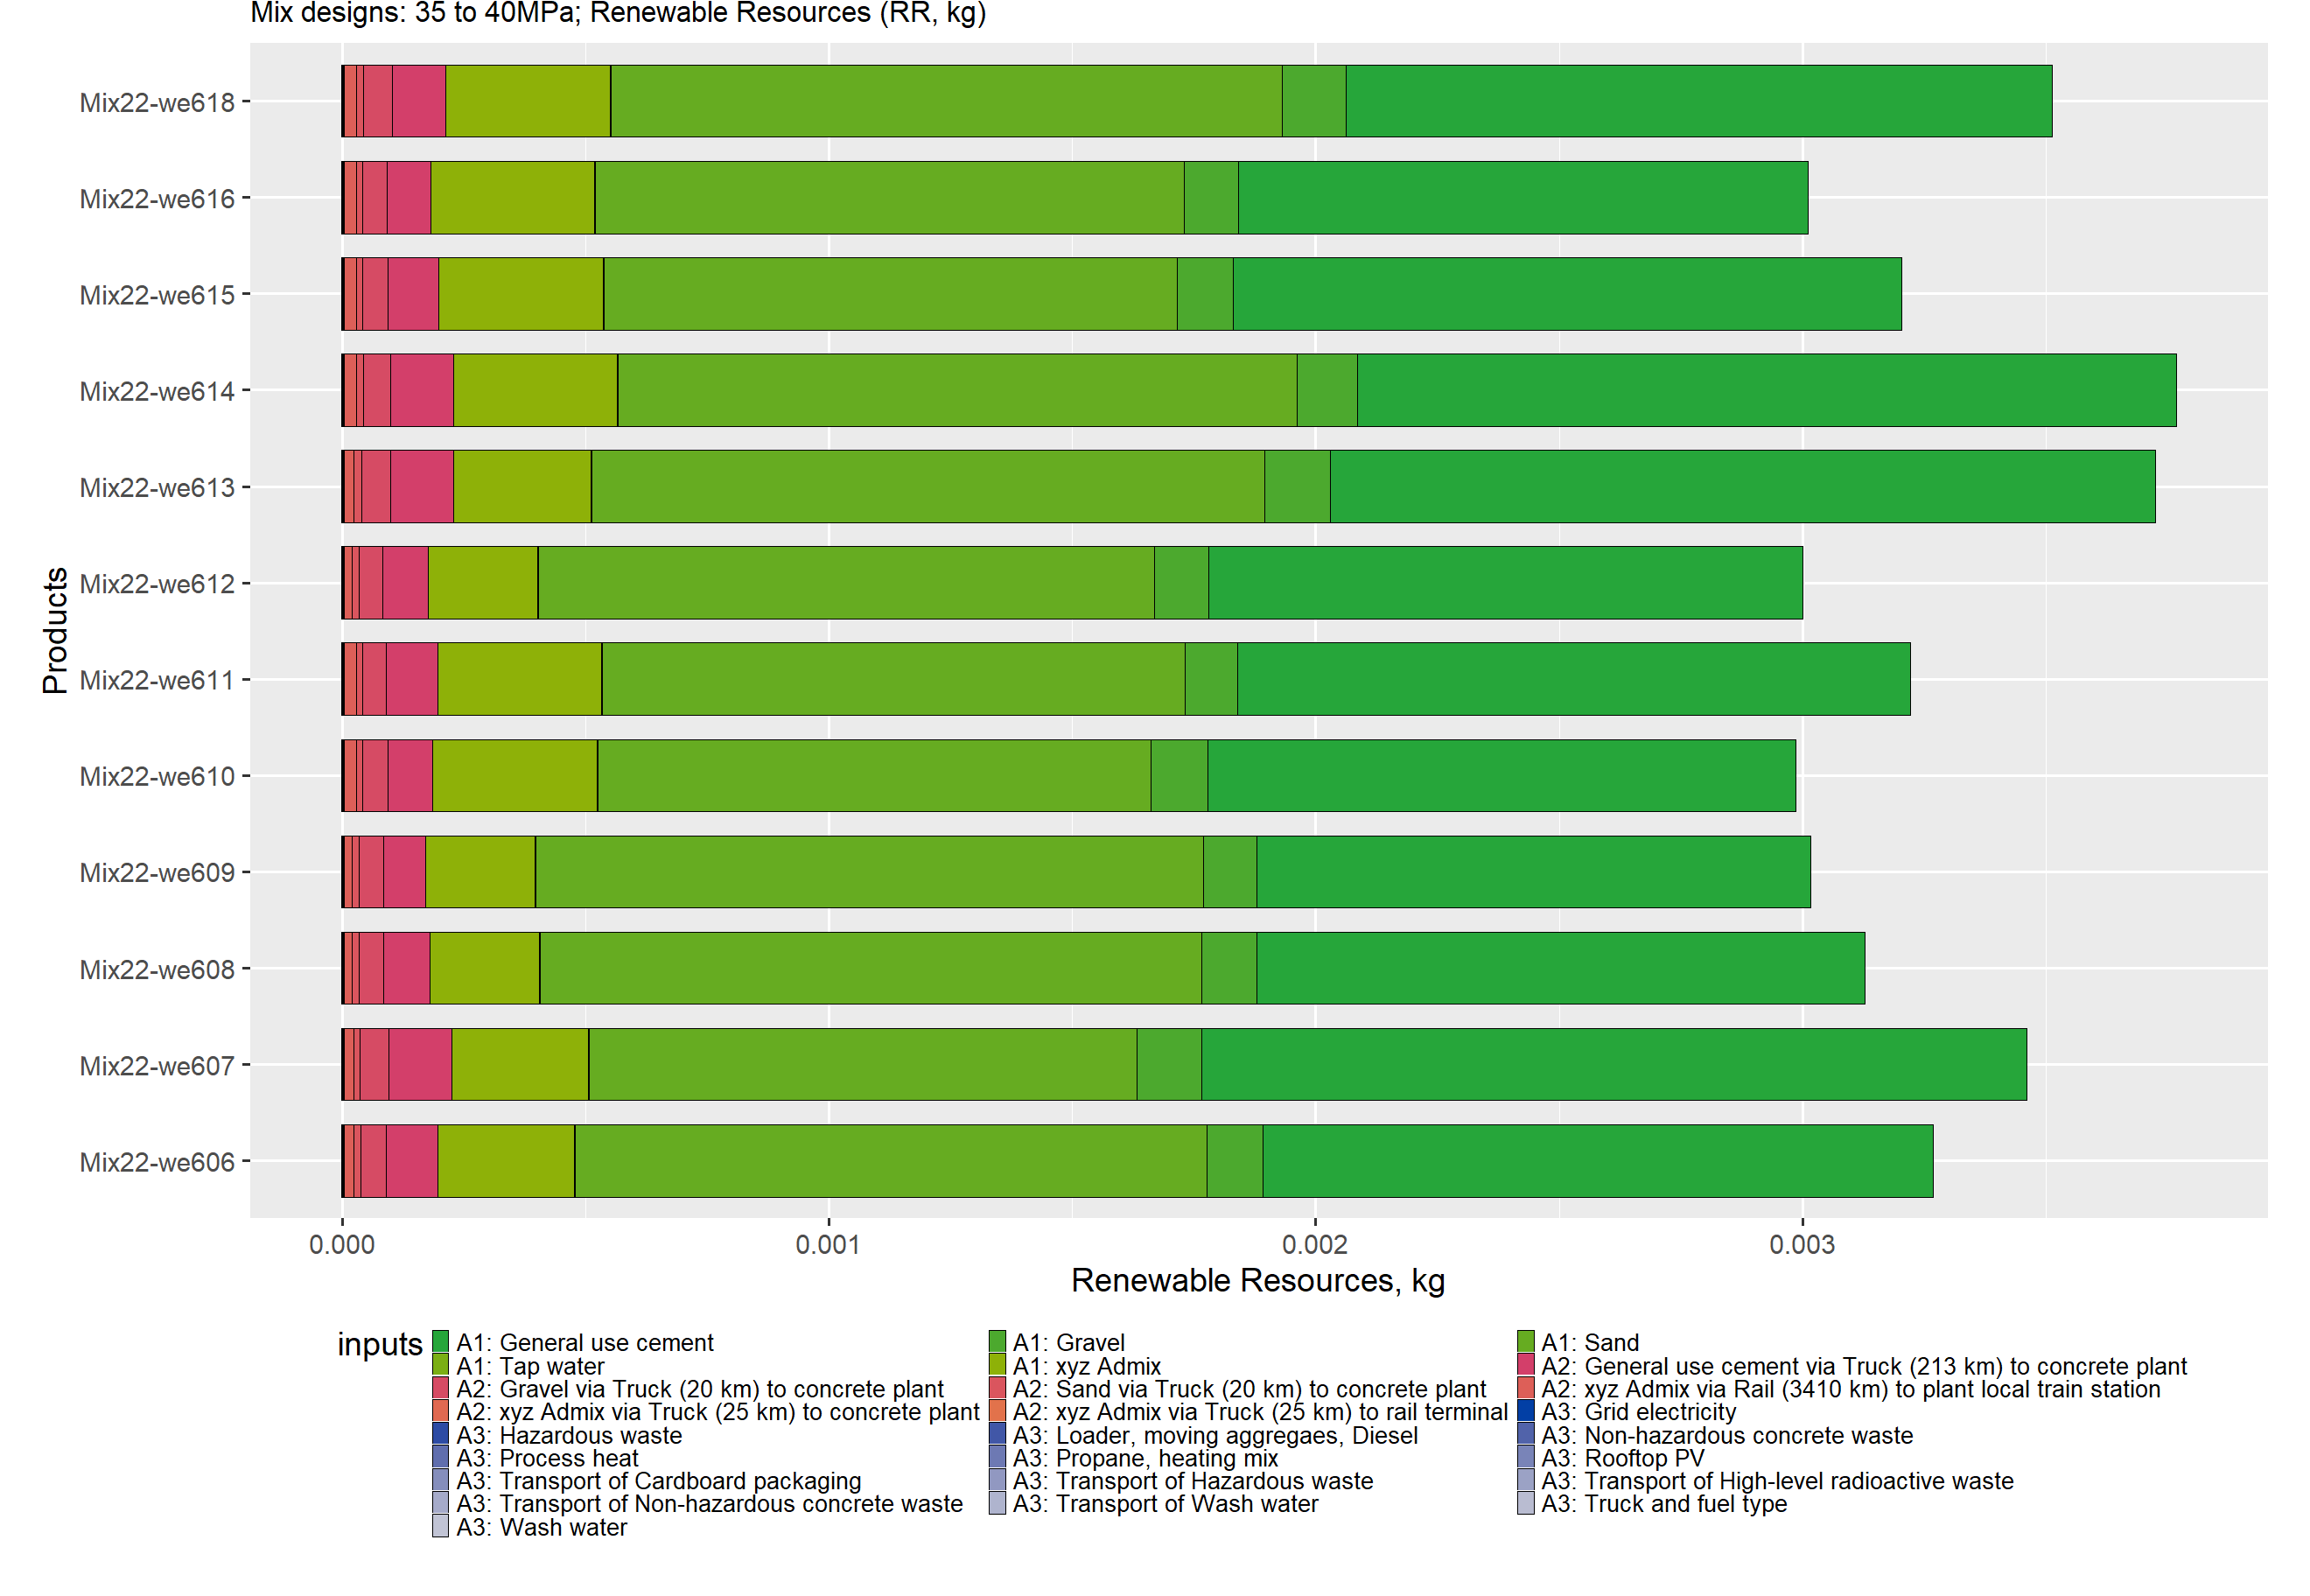 Mix designs: 35 to 40MPa; Renewable Resources (RR, kg)
Mix22-we618
Mix22-we616
Mix22-we615
Mix22-we614
Mix22-we613
Mix22-we612
Mix22-we611
Mix22-we610
Mix22-we609
Mix22-we608
Mix22-we607
Mix22-we606
Products
0.000 0.001 0.002 0.003
Renewable Resources, kg
inputs
A1: General use cement A1: Gravel A1: Sand
A1: Tap water A1: xyz Admix A2: General use cement via Truck (213 km) to concrete plant
A2: Gravel via Truck (20 km) to concrete plant A2: Sand via Truck (20 km) to concrete plant A2: xyz Admix via Rail (3410 km) to plant local train station
A2: xyz Admix via Truck (25 km) to concrete plant A2: xyz Admix via Truck (25 km) to rail terminal A3: Grid electricity
A3: Hazardous waste A3: Loader, moving aggregaes, Diesel A3: Non-hazardous concrete waste
A3: Process heat A3: Propane, heating mix A3: Rooftop PV
A3: Transport of Cardboard packaging A3: Transport of Hazardous waste A3: Transport of High-level radioactive waste
A3: Transport of Non-hazardous concrete waste A3: Transport of Wash water A3: Truck and fuel type
A3: Wash water